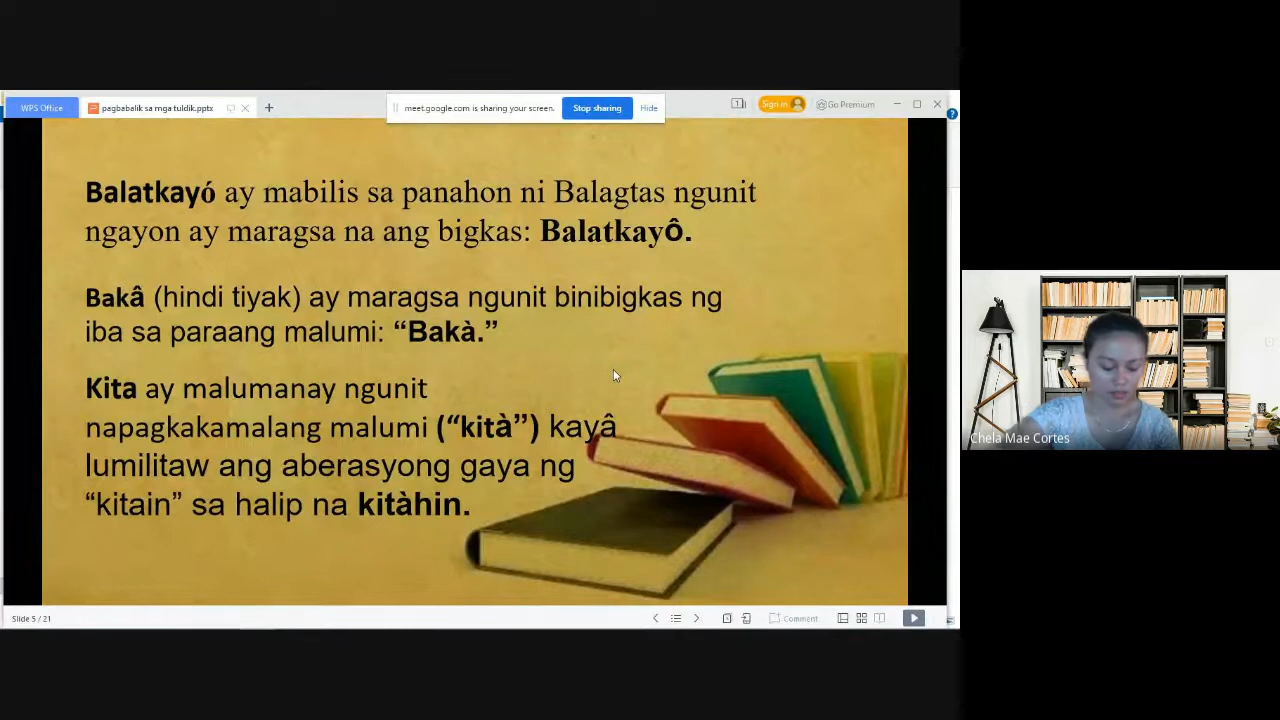 WPS Office
pagbabalik sa mga tuldik.pptx
meet.google.com is sharing your screen.
Stop sharing
Hide
1
Sign in
Go Premium
Balatkayó ay mabilis sa panahon ni Balagtas ngunit
ngayon ay maragsa na ang bigkas: Balatkayô.
Bakâ (hindi tiyak) ay maragsa ngunit binibigkas ng
iba sa paraang malumi: “Bakà.”
Kita ay malumanay ngunit
napagkakamalang malumi (“kità”) kayâ
lumilitaw ang aberasyong gaya ng
“kitain” sa halip na kitàhin.
Chela Mae Cortes
Slide 5 / 21
Comment